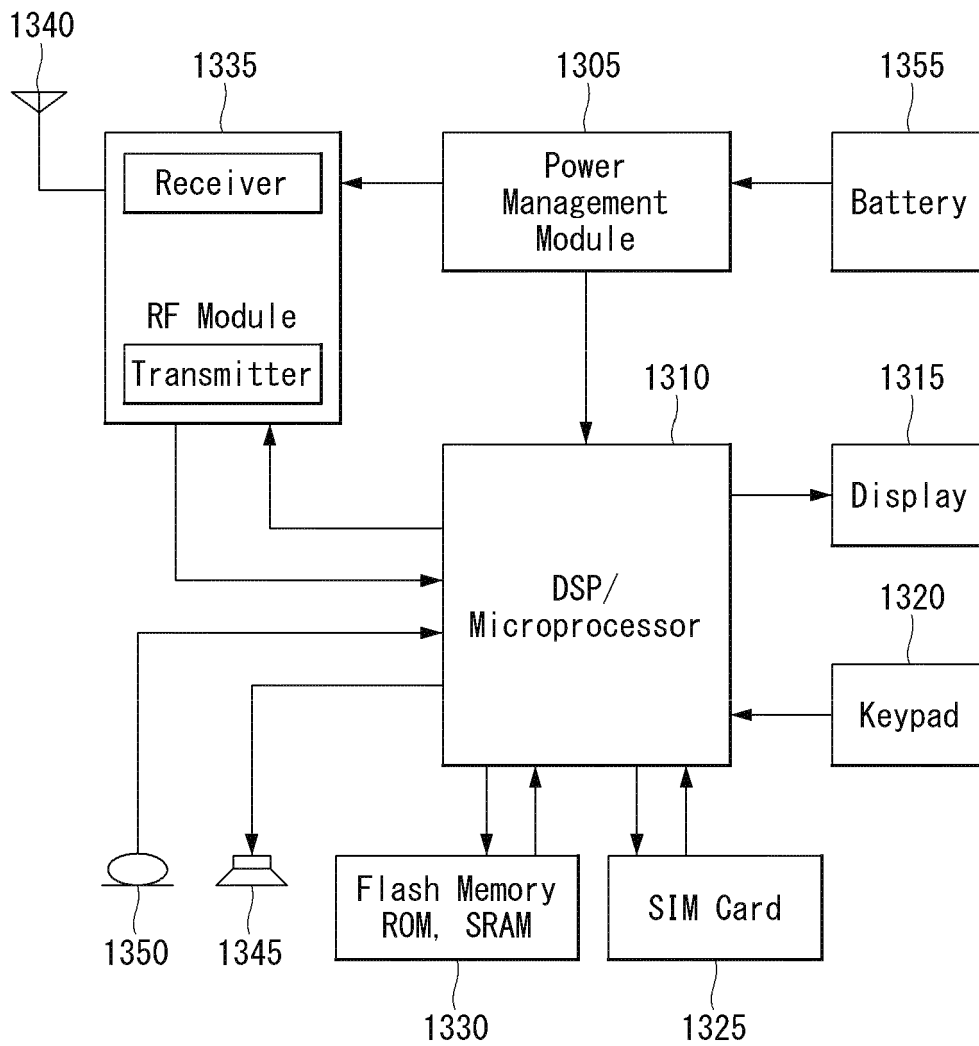 1340
1335
1305
1355
Receiver
RF Module
Transmitter
Power
Management
Module
Battery
1310
1315
DSP/
Microprocessor
Display
1320
Keypad
1350
1345
Flash Memory
ROM, SRAM
SIM Card
1330
1325